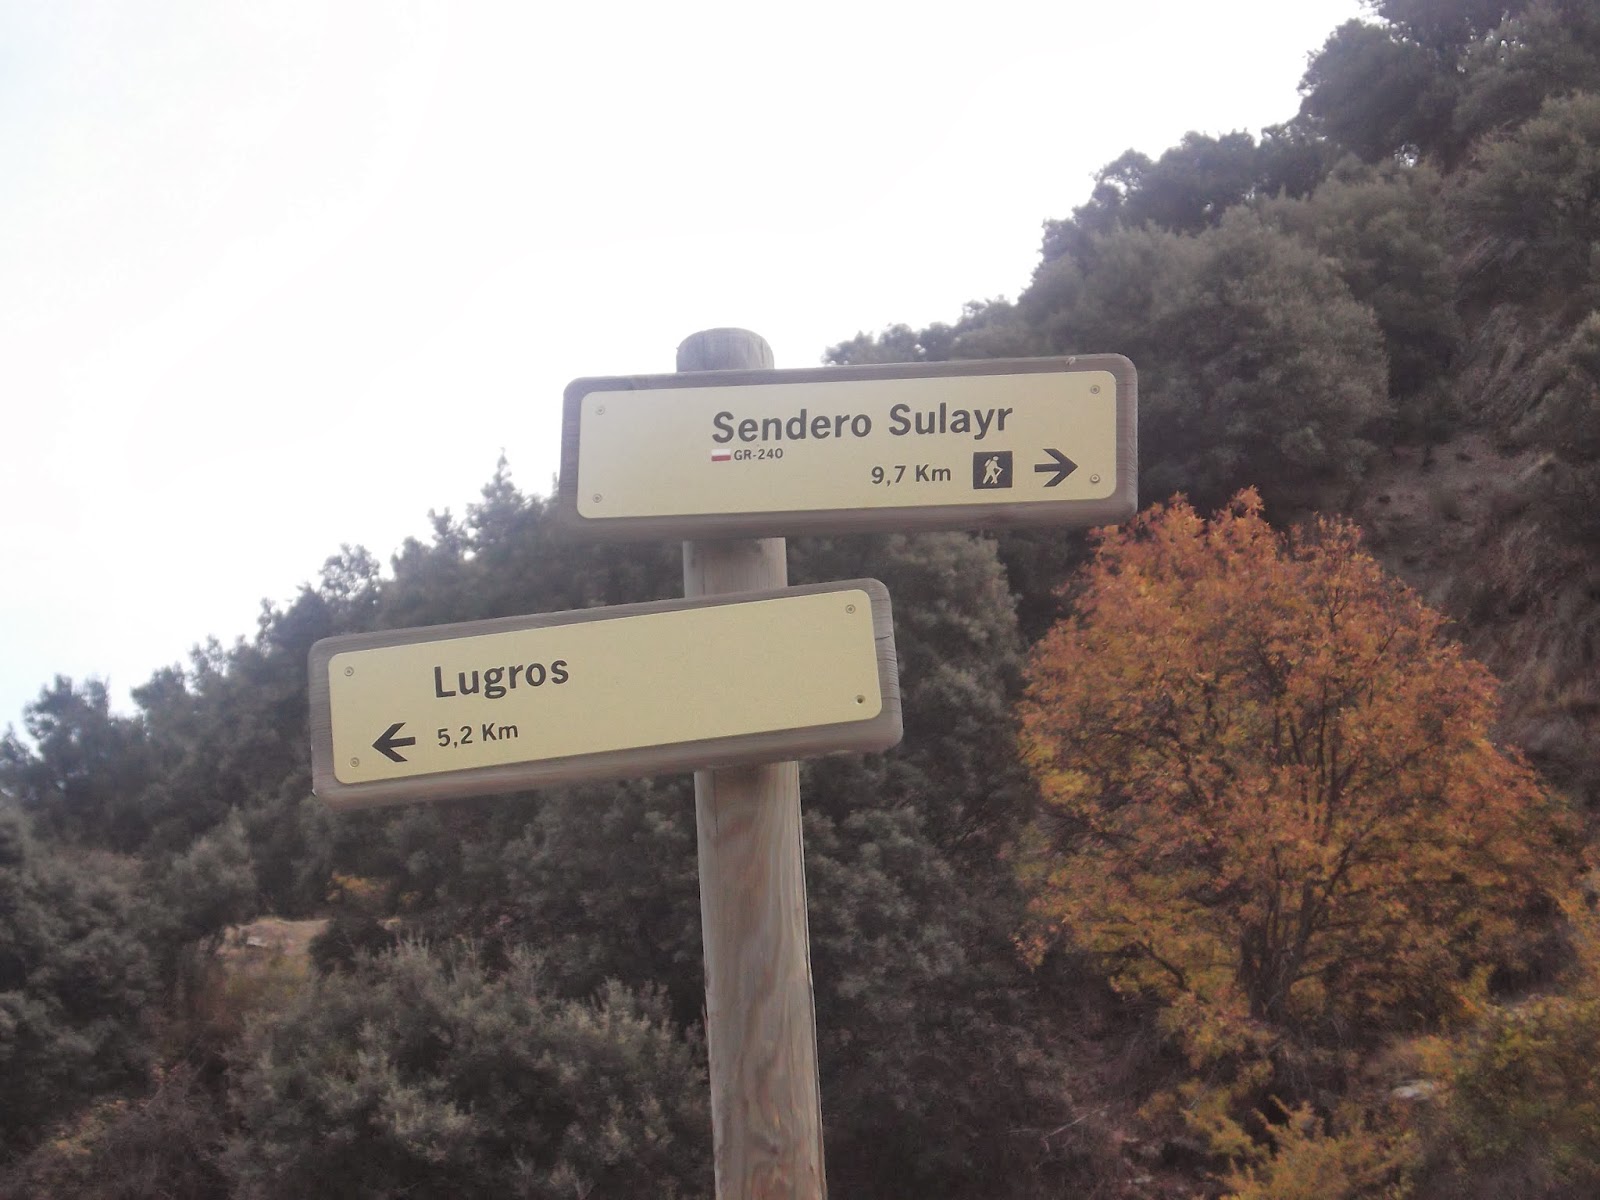 Sendero Sulayr
GR-240
9,7 Km
Lugros
5,2 Km